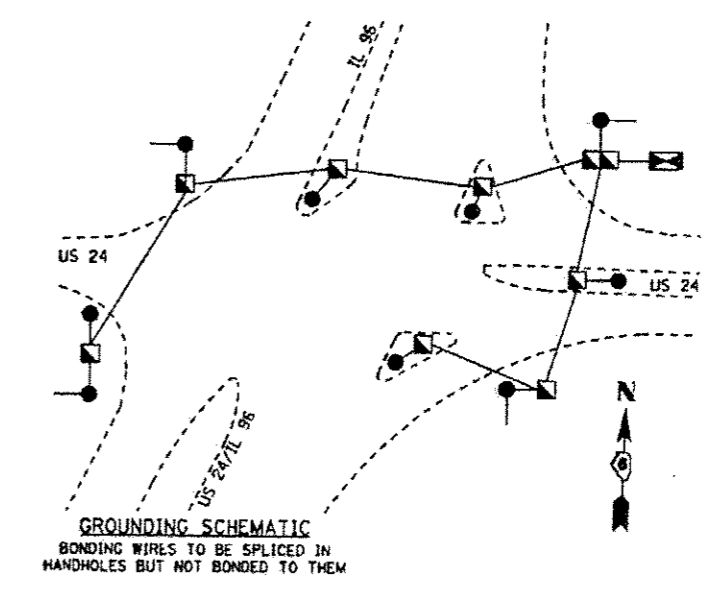 IL 96
US 24
US 24
US 24/IL 96
N
GROUNDING SCHEMATIC
BONDING WIRES TO BE SPLICED IN
HANDHOLES BUT NOT BONDED TO THEM